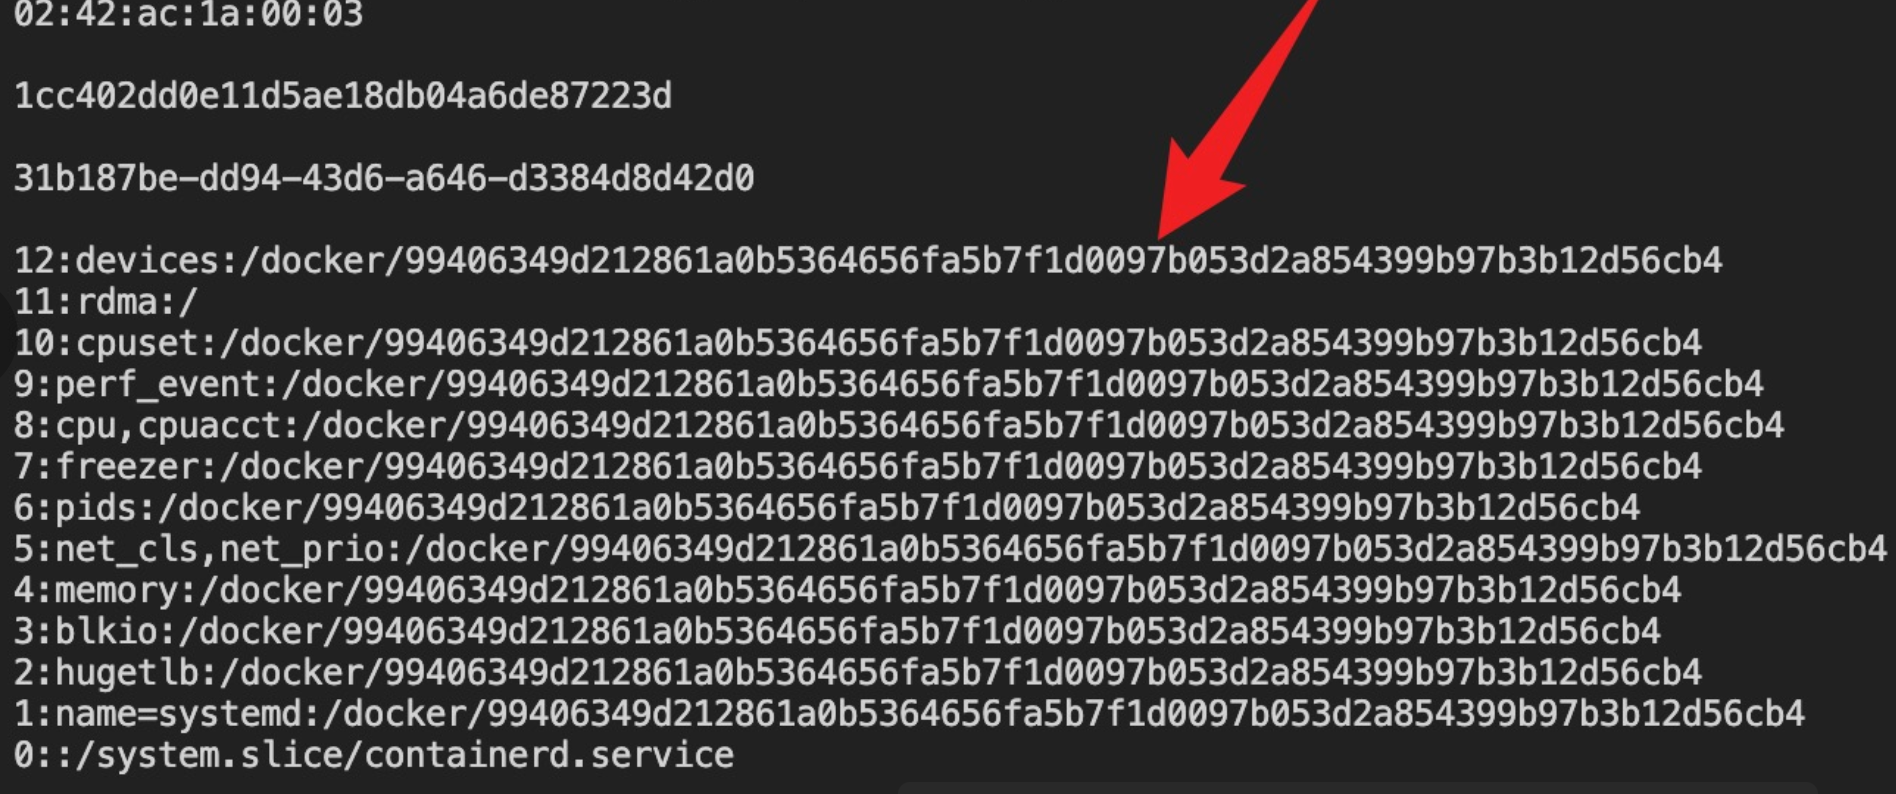 02:42:ac:1a:00:03
1cc402dd0e11d5ae18db04a6de87223d
31b187be-dd94-43d6-a646-d3384d8d42d0
12:devices:/docker/99406349d212861a0b5364656fa5b7f1d0097b053d2a854399b97b3b12d56cb4
11:rdma:/
10:cpuset:/docker/99406349d212861a0b5364656fa5b7f1d0097b053d2a854399b97b3b12d56cb4
9:perf_event:/docker/99406349d212861a0b5364656fa5b7f1d0097b053d2a854399b97b3b12d56cb4
8:cpu,cpuacct:/docker/99406349d212861a0b5364656fa5b7f1d0097b053d2a854399b97b3b12d56cb4
7:freezer:/docker/99406349d212861a0b5364656fa5b7f1d0097b053d2a854399b97b3b12d56cb4
6:pids:/docker/99406349d212861a0b5364656fa5b7f1d0097b053d2a854399b97b3b12d56cb4
5:net_cls,net_prio:/docker/99406349d212861a0b5364656fa5b7f1d0097b053d2a854399b97b3b12d56cb4
4:memory:/docker/99406349d212861a0b5364656fa5b7f1d0097b053d2a854399b97b3b12d56cb4
3:blkio:/docker/99406349d212861a0b5364656fa5b7f1d0097b053d2a854399b97b3b12d56cb4
2:hugetlb:/docker/99406349d212861a0b5364656fa5b7f1d0097b053d2a854399b97b3b12d56cb4
1:name=systemd:/docker/99406349d212861a0b5364656fa5b7f1d0097b053d2a854399b97b3b12d56cb4
0::/system.slice/containerd.service